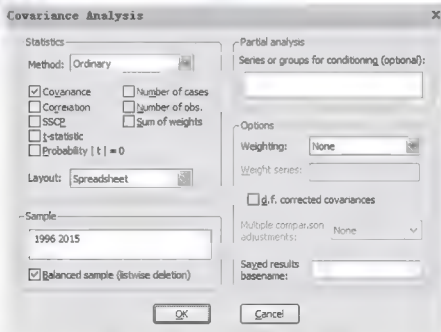 Covariance Analysis
x
Statistics
Method: Ordinary
Covariance
Number of cases
Correlation
Number of obs.
SSCP
Sum of weights
t-statistic
Probability | t | = 0
Layout: Spreadsheet
Sample
1996 2015
Balanced sample (listwise deletion)
Partial analysis
Series or groups for conditioning (optional):
Options
Weighting: None
Weight series:
d.f. corrected covariances
Multiple comparison
adjustments: None
Saved results
basename:
OK
Cancel